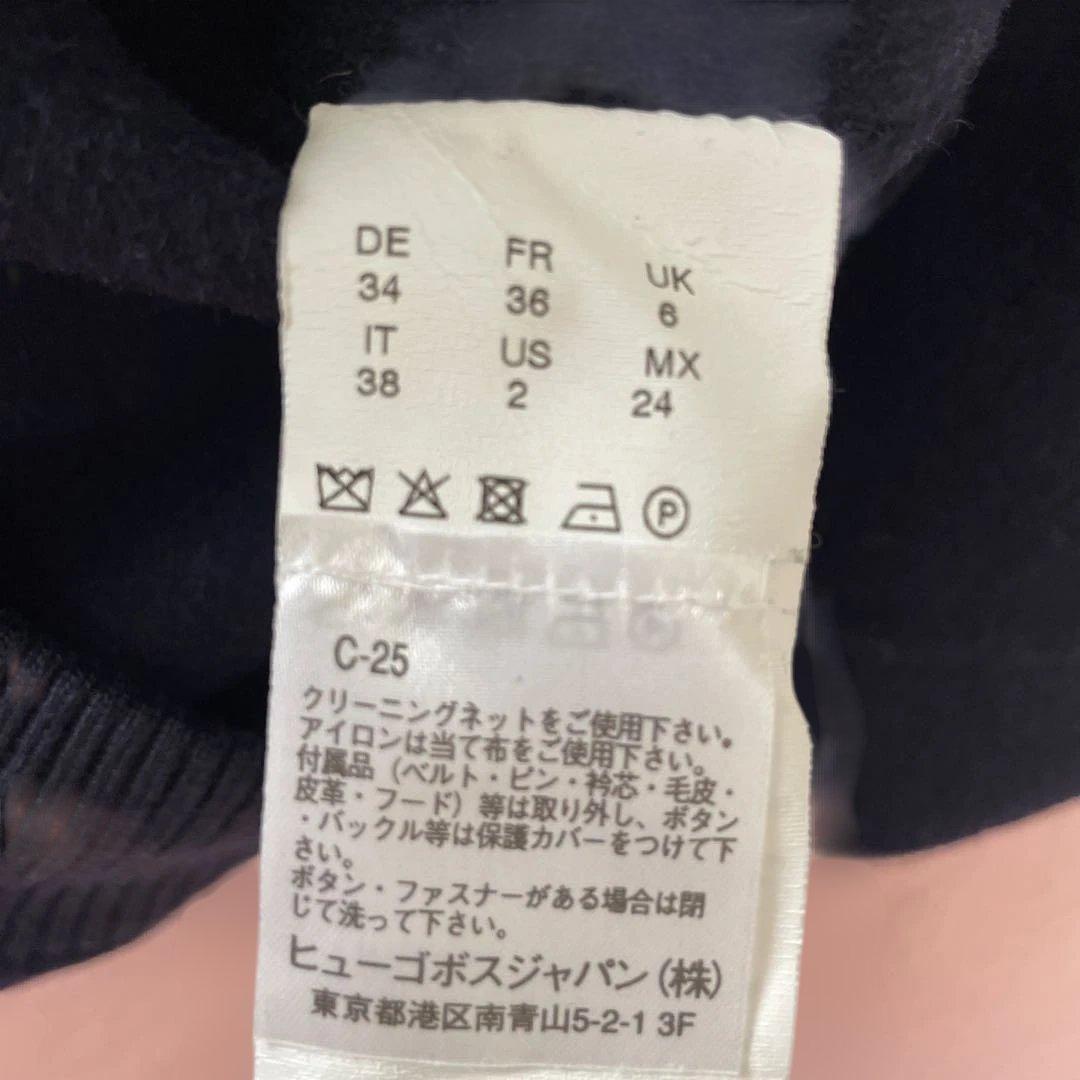 DE FR UK
34 36 6
IT US MX
38 2 24
P
C-25
クリーニングネットをご使用下さい。
アイロンは当て布をご使用下さい。
付属品（ベルト・ピン・衿芯・毛皮・
皮革・フード）等は取り外し、ボタン
・バックル等は保護カバーをつけて下
さい。
ボタン・ファスナーがある場合は閉
じて洗って下さい。
ヒューゴボスジャパン（株）
東京都港区南青山5-2-1 3F